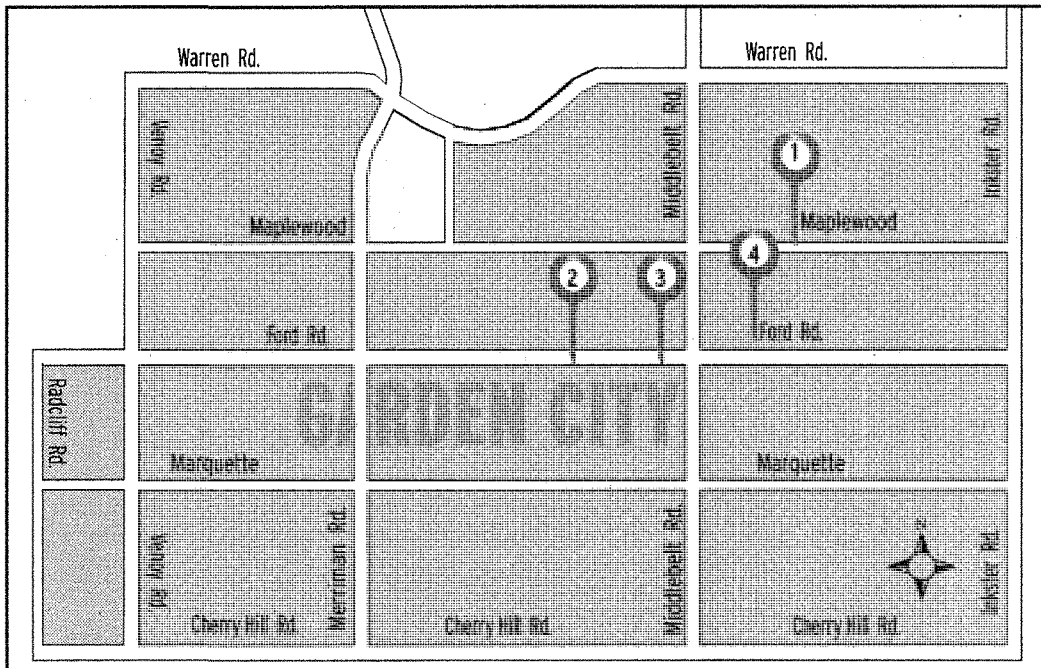 Warren Rd.
Warren Rd.
Venoy Rd.
Middlebelt Rd.
Inkster Rd.
1
Maplewood
Maplewood
2
3
4
Ford Rd.
Ford Rd.
Radcliff Rd.
GARDEN CITY
Marquette
Marquette
Venoy Rd
Merriman Rd.
Middlebelt Rd.
N
Inkster Rd.
Cherry Hill Rd.
Cherry Hill Rd.
Cherry Hill Rd.